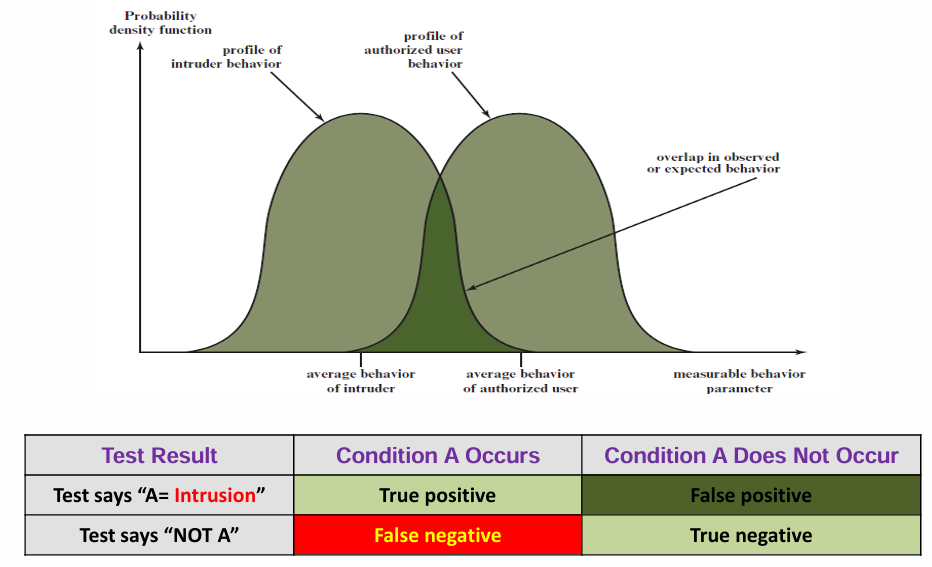 Probability
density function
profile of
intruder behavior
profile of
authorized user
behavior
overlap in observed
or expected behavior
average behavior
of intruder
average behavior
of authorized user
measurable behavior
parameter
Test Result
Condition A Occurs
Condition A Does Not Occur
Test says “A= Intrusion”
True positive
False positive
Test says “NOT A”
False negative
True negative